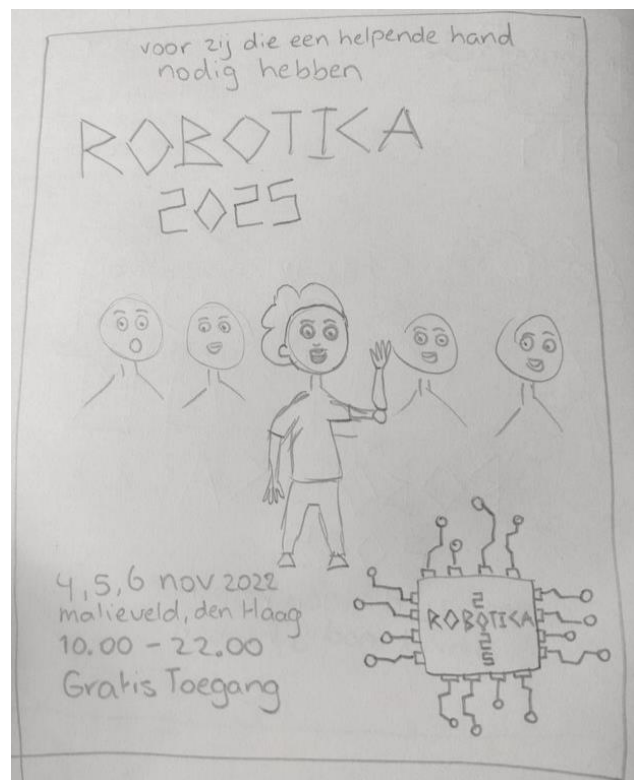 voor zij die een helpende hand
nodig hebben
ROBOTICA
2025
4, 5, 6 nov 2022
malieveld, den Haag
10.00 - 22.00
Gratis Toegang
2
ROBOTICA
2
5